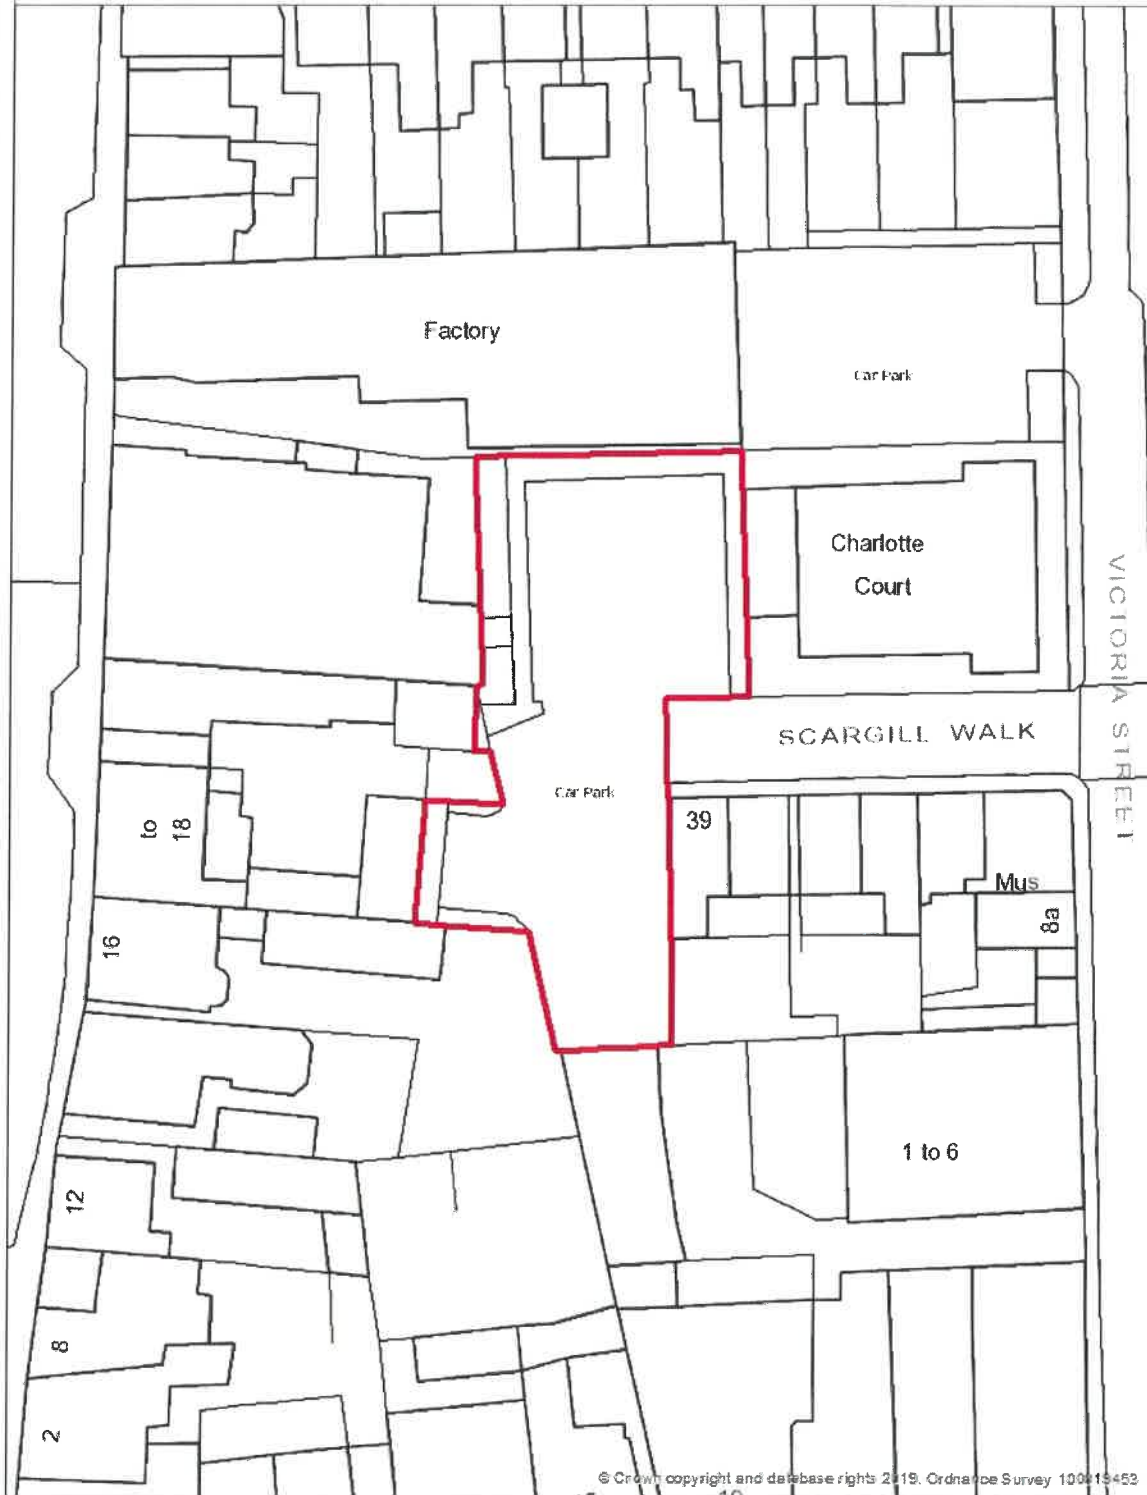 Factory
Car Park
Charlotte
Court
VICTORIA STREET
SCARGILL WALK
Car Park
39
to
18
Mus
8a
16
1 to 6
12
8
2
© Crown copyright and database rights 2019. Ordnance Survey 100019453